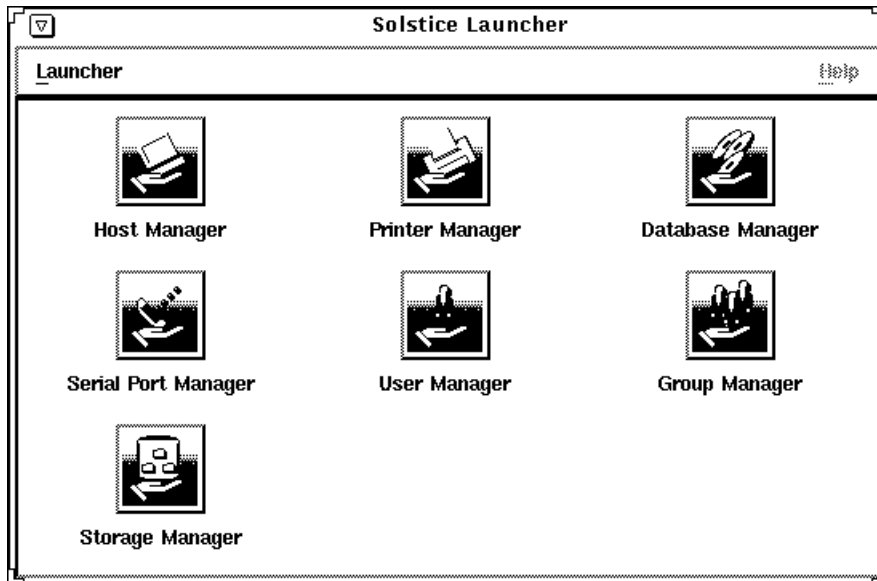 Solstice Launcher
Launcher Help
Host Manager Printer Manager Database Manager
Serial Port Manager User Manager Group Manager
Storage Manager